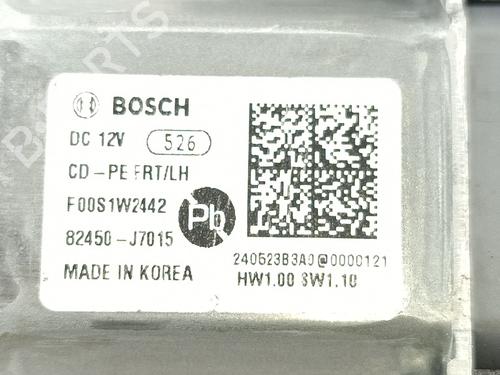 BOSCH
DC 12V 526
CD-PE FRT/LH
F00S1W2442
Pb
82450-J7015
240523B3A0@0000121
MADE IN KOREA
HW1.00 SW1.10